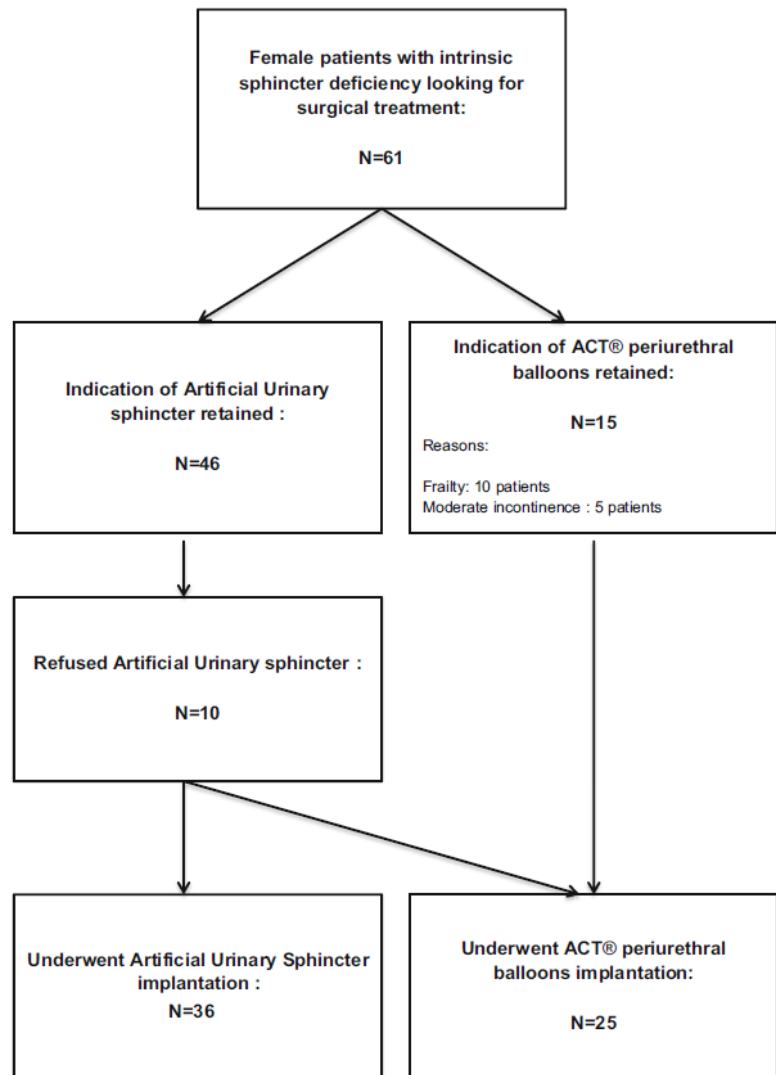 Female patients with intrinsic
sphincter deficiency looking for
surgical treatment:
N=61
Indication of Artificial Urinary
sphincter retained :
N=46
Indication of ACT® periurethral
balloons retained:
N=15
Reasons:
Frailty: 10 patients
Moderate incontinence : 5 patients
Refused Artificial Urinary sphincter :
N=10
Underwent Artificial Urinary Sphincter
implantation :
N=36
Underwent ACT® periurethral
balloons implantation:
N=25